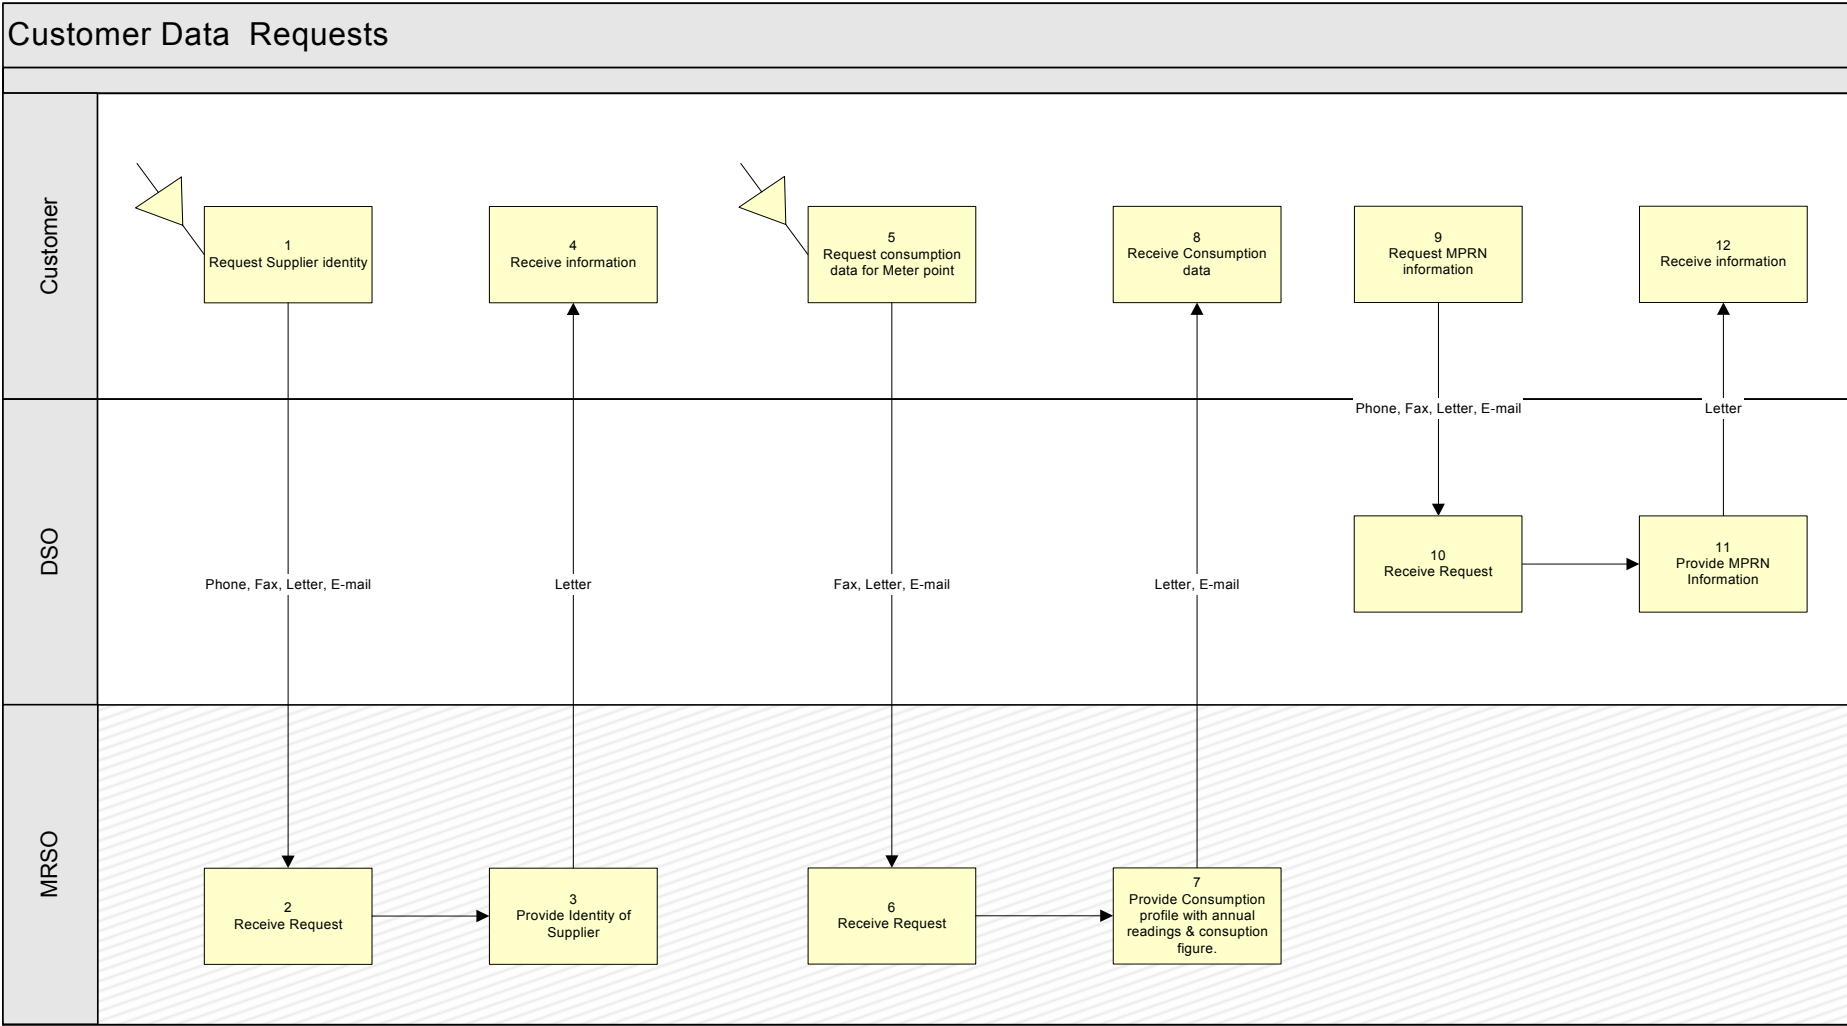 Customer Data  Requests
Customer
1
Request Supplier identity
4
Receive information
5
Request consumption
data for Meter point
8
Receive Consumption
data
9
Request MPRN
information
12
Receive information
DSO
Phone, Fax, Letter, E-mail
Letter
Fax, Letter, E-mail
Letter, E-mail
Phone, Fax, Letter, E-mail
Letter
10
Receive Request
11
Provide MPRN
Information
MRSO
2
Receive Request
3
Provide Identity of
Supplier
6
Receive Request
7
Provide Consumption
profile with annual
readings & consuption
figure.